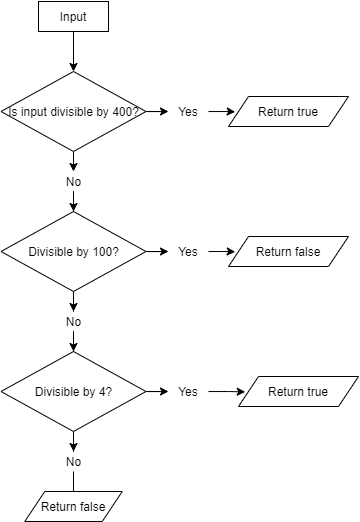 Input
Is input divisible by 400?
Yes
Return true
No
Divisible by 100?
Yes
Return false
No
Divisible by 4?
Yes
Return true
No
Return false